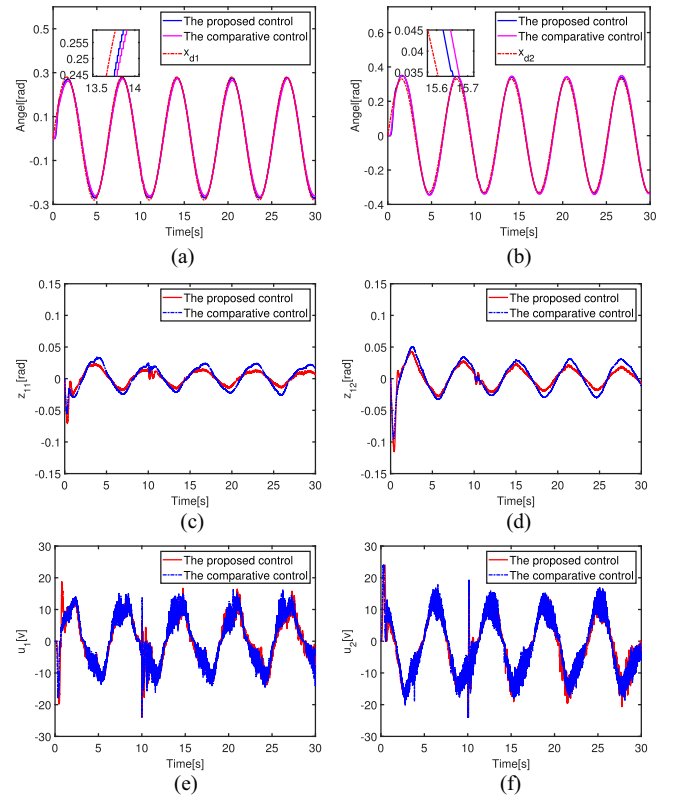 The proposed control
The comparative control
x_d1
0.259
0.255
0.25
0.245
13.5 14
0.6
0.3
0
-0.3
Angel[rad]
0 5 10 15 20 25 30
Time[s]
(a)
The proposed control
The comparative control
x_d2
0.045
0.04
0.035
15.6 15.7
0.8
0.4
0
-0.4
Angel[rad]
0 5 10 15 20 25 30
Time[s]
(b)
The proposed control
The comparative control
0.15
0.1
0.05
0
-0.05
-0.1
-0.15
z_11[rad]
0 5 10 15 20 25 30
Time[s]
(c)
The proposed control
The comparative control
0.15
0.1
0.05
0
-0.05
-0.1
-0.15
z_12[rad]
0 5 10 15 20 25 30
Time[s]
(d)
The proposed control
The comparative control
30
20
10
0
-10
-20
-30
u_1[v]
0 5 10 15 20 25 30
Time[s]
(e)
The proposed control
The comparative control
30
20
10
0
-10
-20
-30
u_2[v]
0 5 10 15 20 25 30
Time[s]
(f)